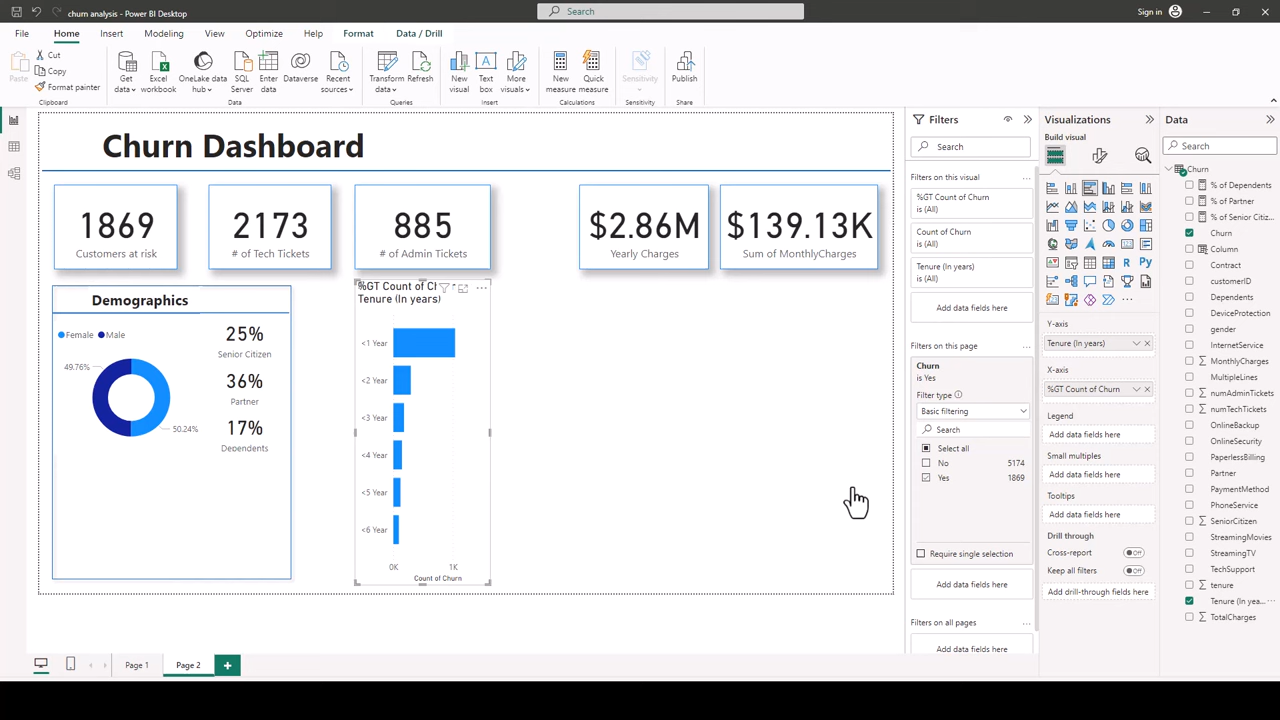 churn analysis - Power BI Desktop
Search
Sign in
File
Home
Insert
Modeling
View
Optimize
Help
Format
Data / Drill
Paste
Cut
Copy
Format painter
Get data
Excel workbook
OneLake data hub
SQL Server
Enter data
Dataverse
Recent sources
Transform data
Refresh
New visual
Text box
More visuals
New measure
Quick measure
Sensitivity
Publish
Clipboard
Data
Queries
Insert
Calculations
Sensitivity
Share
Churn Dashboard
1869
Customers at risk
2173
# of Tech Tickets
885
# of Admin Tickets
$2.86M
Yearly Charges
$139.13K
Sum of MonthlyCharges
Demographics
Female Male
49.76%
50.24%
25%
Senior Citizen
36%
Partner
17%
Dependents
%GT Count of
Tenure (In years)
<1 Year
<2 Year
<3 Year
<4 Year
<5 Year
<6 Year
0K 1K
Count of Churn
Page 1
Page 2
Filters
Search
Filters on this visual
%GT Count of Churn
is (All)
Count of Churn
is (All)
Tenure (In years)
is (All)
Add data fields here
Filters on this page
Churn
is Yes
Filter type
Basic filtering
Search
Select all
No 5174
Yes 1869
Require single selection
Add data fields here
Filters on all pages
Add data fields here
Visualizations
Build visual
Y-axis
Tenure (In years)
X-axis
%GT Count of Churn
Legend
Add data fields here
Small multiples
Add data fields here
Tooltips
Add data fields here
Drill through
Cross-report
Off
Keep all filters
Off
Add drill-through fields here
Data
Search
Churn
% of Dependents
% of Partner
% of Senior Citiz...
Churn
Column
Contract
customerID
Dependents
DeviceProtection
gender
InternetService
MonthlyCharges
MultipleLines
numAdminTickets
numTechTickets
OnlineBackup
OnlineSecurity
PaperlessBilling
Partner
PaymentMethod
PhoneService
SeniorCitizen
StreamingMovies
StreamingTV
TechSupport
tenure
Tenure (In yea...
TotalCharges